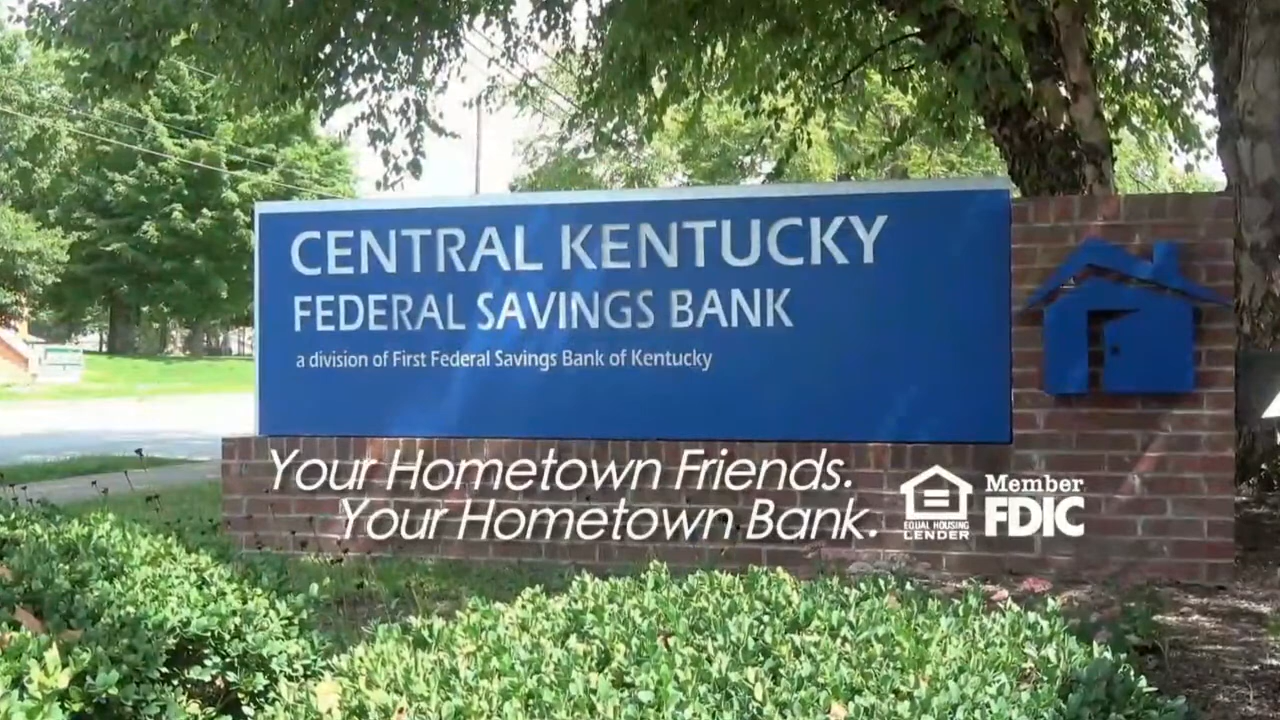 CENTRAL KENTUCKY
FEDERAL SAVINGS BANK
a division of First Federal Savings Bank of Kentucky
Your Hometown Friends.
Your Hometown Bank.
EQUAL HOUSING
LENDER
Member
FDIC